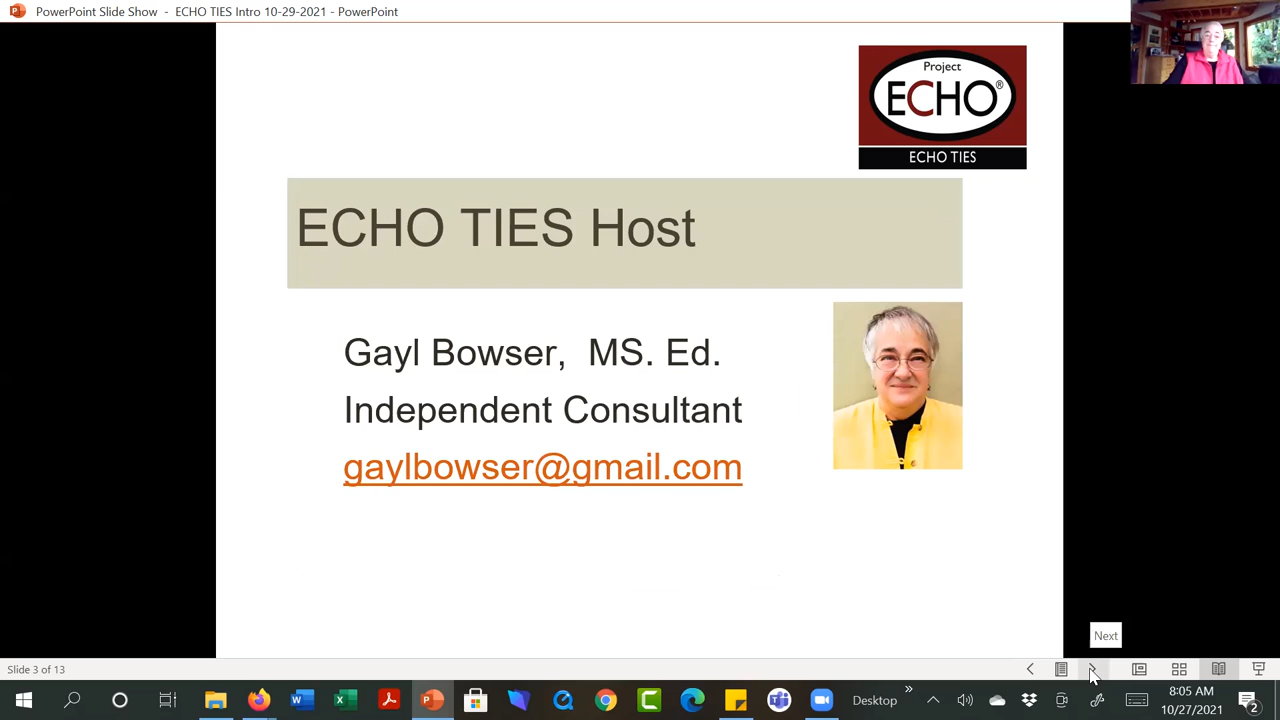 PowerPoint Slide Show - ECHO TIES Intro 10-29-2021 - PowerPoint
Project
ECHO®
ECHO TIES
ECHO TIES Host
Gayl Bowser, MS. Ed.
Independent Consultant
gaylbowser@gmail.com
Next
Slide 3 of 13
Desktop
8:05 AM
10/27/2021
2